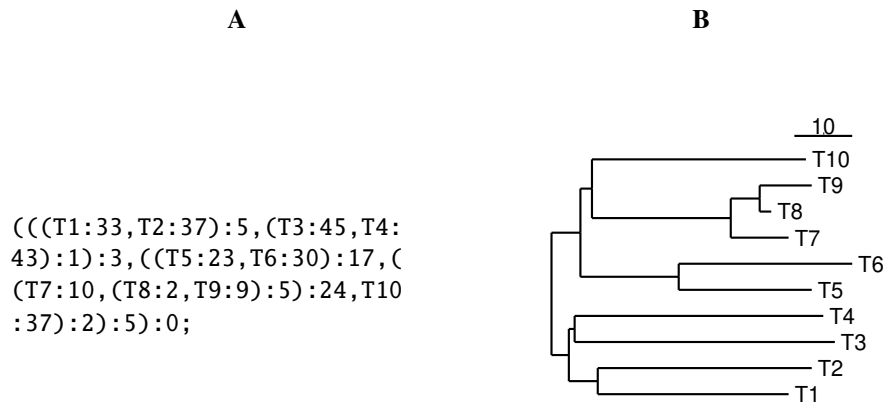 A
B
(((T1:33,T2:37):5,(T3:45,T4:
43):1):3,((T5:23,T6:30):17,(
(T7:10,(T8:2,T9:9):5):24,T10
:37):2):5):0;
10
T10
T9
T8
T7
T6
T5
T4
T3
T2
T1